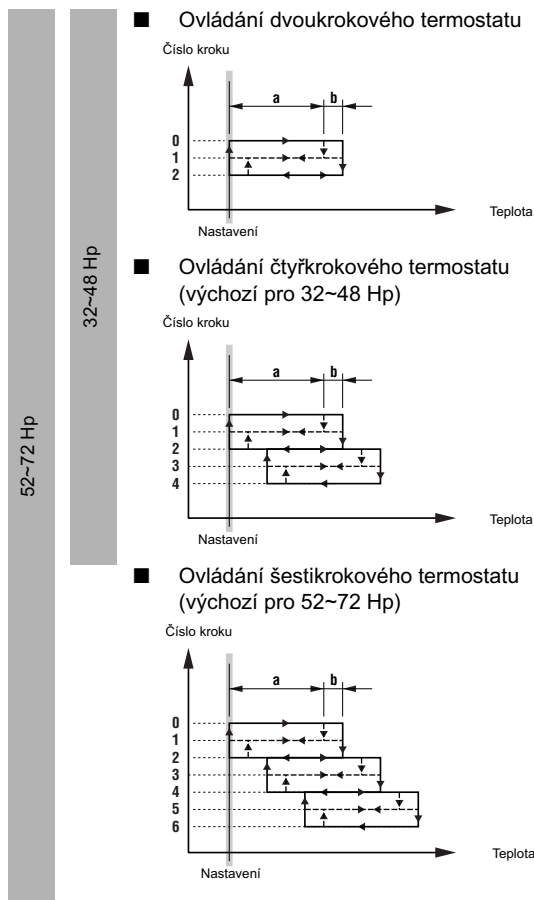 ■ Ovládání dvoukrokového termostatu
Číslo kroku
a b
0
1
2
Teplota
Nastavení
■ Ovládání čtyřkrokového termostatu
(výchozí pro 32~48 Hp)
Číslo kroku
a b
0
1
2
3
4
Teplota
Nastavení
■ Ovládání šestikrokového termostatu
(výchozí pro 52~72 Hp)
Číslo kroku
a b
0
1
2
3
4
5
6
Teplota
Nastavení
32~48 Hp
52~72 Hp